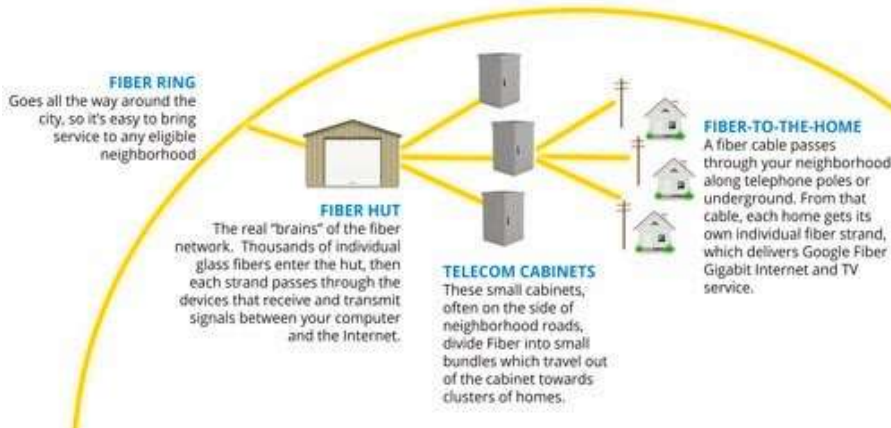 FIBER RING
Goes all the way around the
city, so it's easy to bring
service to any eligible
neighborhood
FIBER HUT
The real "brains" of the fiber
network. Thousands of individual
glass fibers enter the hut, then
each strand passes through the
devices that receive and transmit
signals between your computer
and the Internet.
TELECOM CABINETS
These small cabinets,
often on the side of
neighborhood roads,
divide Fiber into small
bundles which travel out
of the cabinet towards
clusters of homes.
FIBER-TO-THE-HOME
A fiber cable passes
through your neighborhood
along telephone poles or
underground. From that
cable, each home gets its
own individual fiber strand,
which delivers Google Fiber
Gigabit Internet and TV
service.